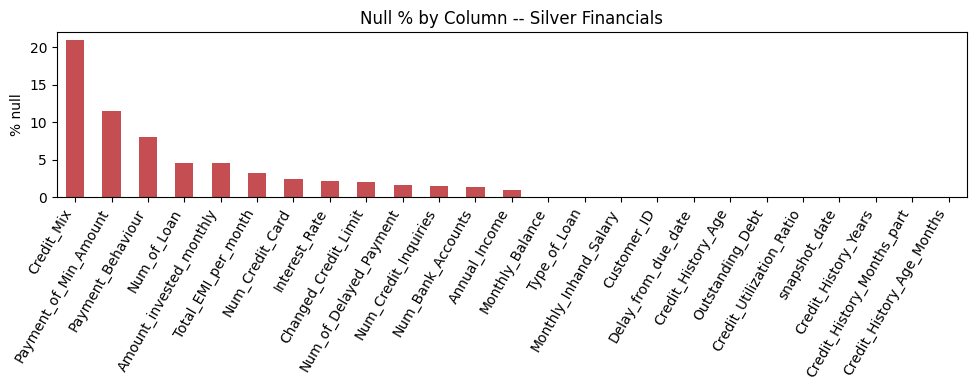 Null % by Column -- Silver Financials
% null
20
15
10
5
0
Credit_Mix
Payment_of_Min_Amount
Payment_Behaviour
Num_of_Loan
Amount_invested_monthly
Total_EMI_per_month
Num_Credit_Card
Interest_Rate
Changed_Credit_Limit
Num_of_Delayed_Payment
Num_Credit_Inquiries
Num_Bank_Accounts
Annual_Income
Monthly_Balance
Type_of_Loan
Monthly_Inhand_Salary
Customer_ID
Delay_from_due_date
Credit_History_Age
Outstanding_Debt
Credit_Utilization_Ratio
snapshot_date
Credit_History_Years
Credit_History_Months_part
Credit_History_Age_Months